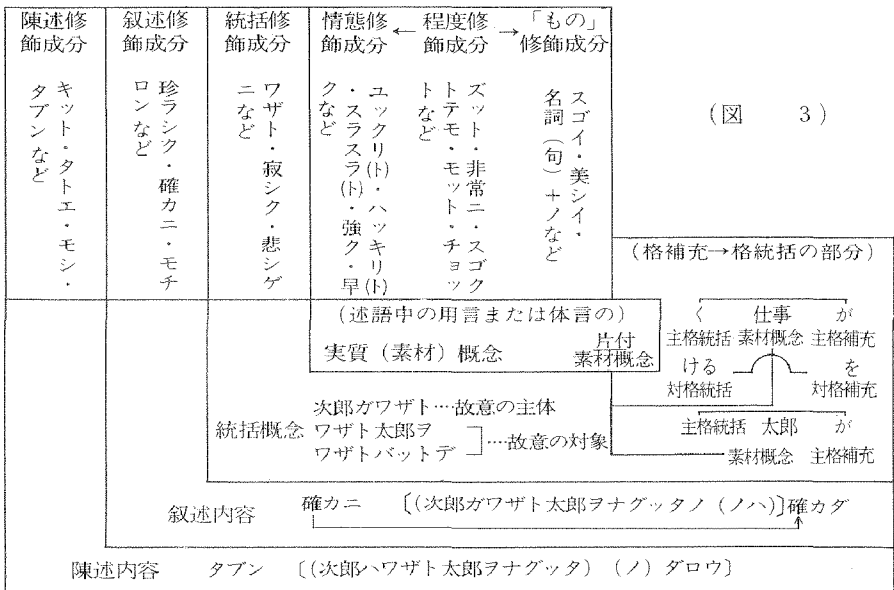 陳述修
飾成分
叙述修
飾成分
統括修
飾成分
情態修
飾成分
←
程度修
飾成分
→
「もの」
修飾成分
キット・タトエ・モシ・
タブンなど
珍ラシク・確カニ・モチ
ロンなど
ワザト・寂シク・悲シゲ
ニなど
ユックリ(ト)・ハッキリ(ト)
・スラスラ(ト)・強ク・早
クなど
ズット・非常ニ・スゴク
トテモ・モット・チョッ
トなど
スゴイ・美シイ・
名詞(句)+ノなど
(図 3)
(格補充→格統括の部分)
(述語中の用言または体言の)
実質(素材)概念
片付
素材概念
く 仕事 が
主格統括 素材概念 主格補充
ける を
対格統括 対格補充
主格統括 太郎 が
素材概念 主格補充
統括概念
次郎ガワザト…故意の主体
ワザト太郎ヲ
ワザトバットデ
…故意の対象
叙述内容 確カニ 〔(次郎ガワザト太郎ヲナグッタノ(ノハ)〕確カダ
陳述内容 タブン 〔(次郎ハワザト太郎ヲナグッタ)(ノ)ダロウ〕